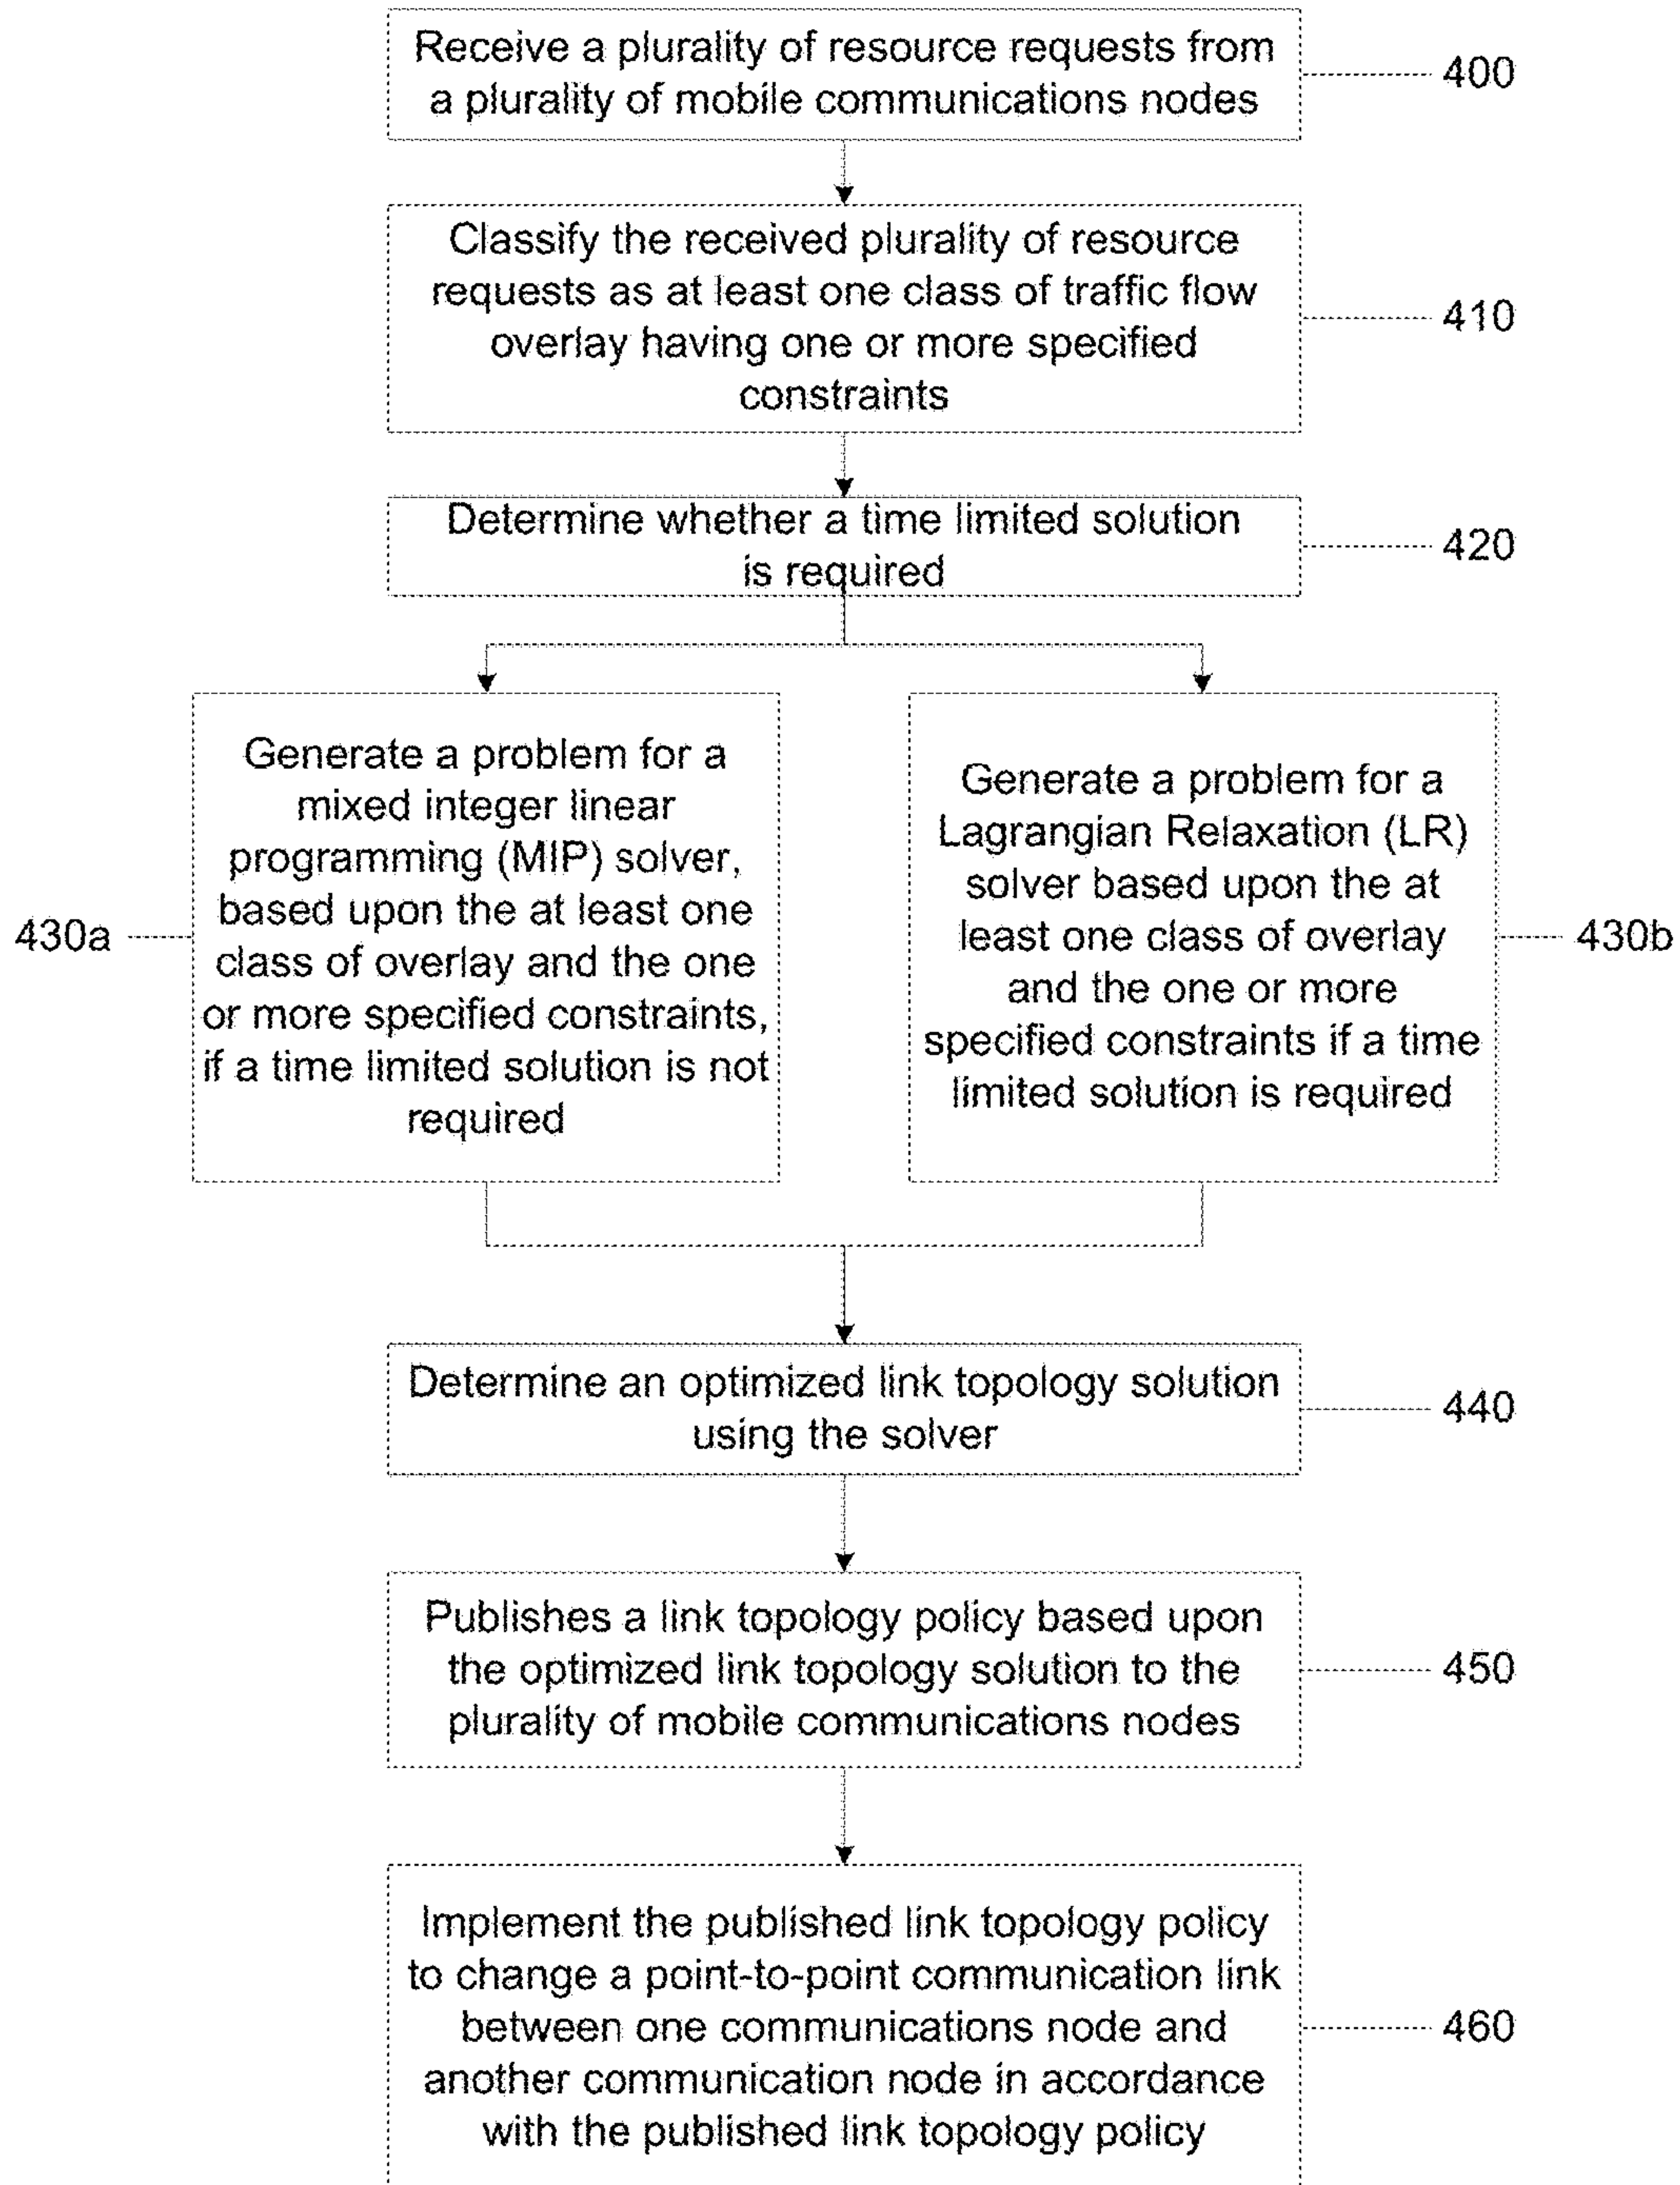 Receive a plurality of resource requests from
a plurality of mobile communications nodes
400
Classify the received plurality of resource
requests as at least one class of traffic flow
overlay having one or more specified
constraints
410
Determine whether a time limited solution
is required
420
Generate a problem for a
mixed integer linear
programming (MIP) solver,
based upon the at least one
class of overlay and the one
or more specified constraints,
if a time limited solution is not
required
430a
Generate a problem for a
Lagrangian Relaxation (LR)
solver based upon the at
least one class of overlay
and the one or more
specified constraints if a time
limited solution is required
430b
Determine an optimized link topology solution
using the solver
440
Publishes a link topology policy based upon
the optimized link topology solution to the
plurality of mobile communications nodes
450
Implement the published link topology policy
to change a point-to-point communication link
between one communications node and
another communication node in accordance
with the published link topology policy
460